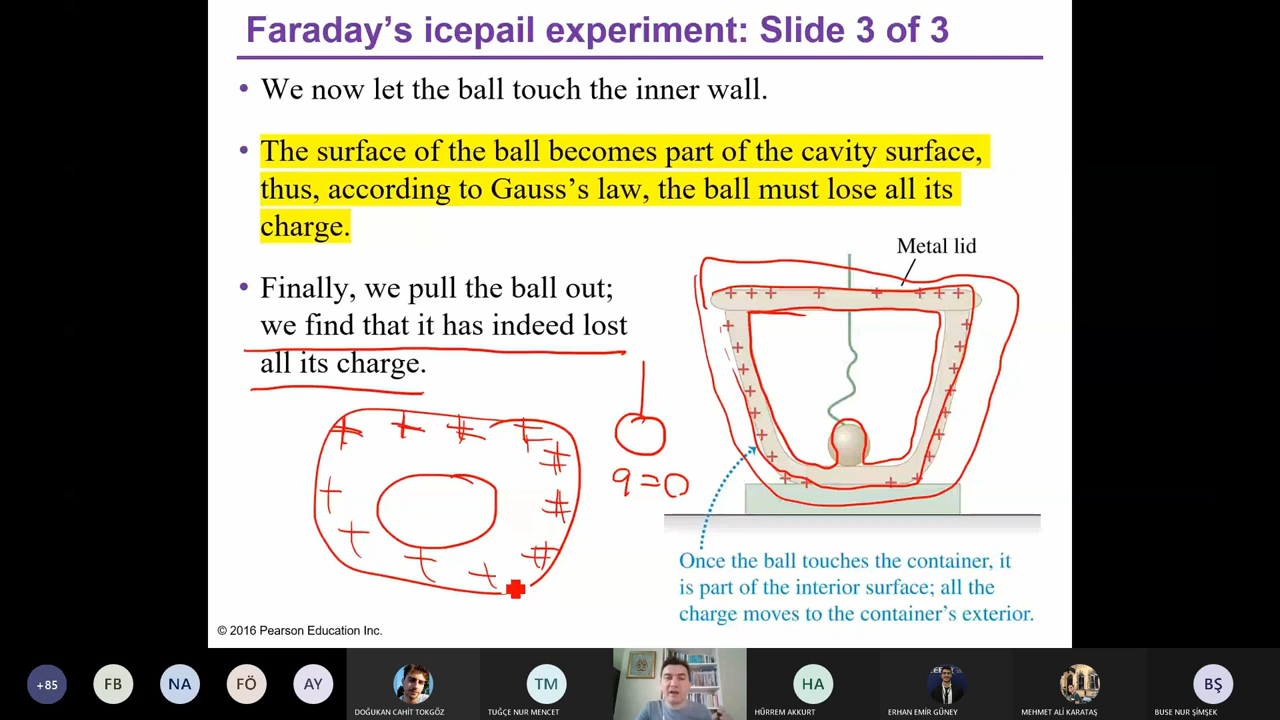 Faraday's icepail experiment: Slide 3 of 3
• We now let the ball touch the inner wall.
• The surface of the ball becomes part of the cavity surface,
thus, according to Gauss's law, the ball must lose all its
charge.
• Finally, we pull the ball out;
we find that it has indeed lost
all its charge.
Metal lid
q=0
Once the ball touches the container, it
is part of the interior surface; all the
charge moves to the container's exterior.
© 2016 Pearson Education Inc.
+85
FB
NA
FÖ
AY
DOĞUKAN CAHİT TOKGÖZ
TM
TUĞÇE NUR MENCET
HA
HÜRREM AKKURT
ERHAN EMİR GÜNEY
MEHMET ALİ KARATAŞ
BŞ
BUSE NUR ŞİMŞEK